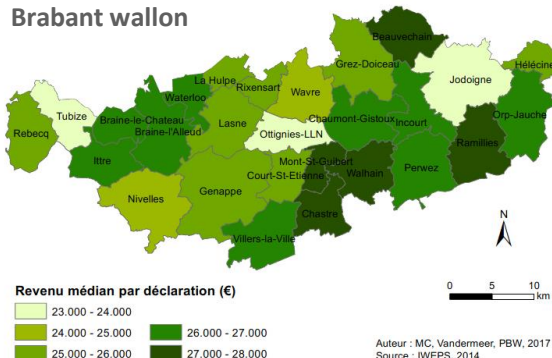 Brabant wallon
Beauvechain
La Hulpe
Grez-Doiceau
Hélécine
Rixensart
Waterloo
Wavre
Jodoigne
Tubize
Braine-le-Chateau
Chaumont-Gistoux
Orp-Jauche
Rebecq
Braine-l'Alleud
Lasne
Incourt
Ottignies-LLN
Ittre
Mont-St-Guibert
Ramillies
Court-St-Etienne
Walhain
Perwez
Nivelles
Genappe
Chastre
Villers-la-Ville
N
Revenu médian par déclaration (€)
23.000 - 24.000
24.000 - 25.000
25.000 - 26.000
26.000 - 27.000
27.000 - 28.000
0 5 10
km
Auteur : MC, Vandermeer, PBW, 2017
Source : IWEPS, 2014